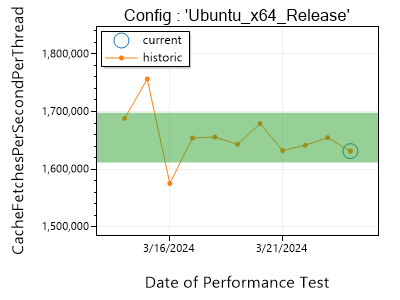 Config : 'Ubuntu_x64_Release'
current
historic
CacheFetchesPerSecondPerThread
1,800,000
1,700,000
1,600,000
1,500,000
3/16/2024
3/21/2024
Date of Performance Test